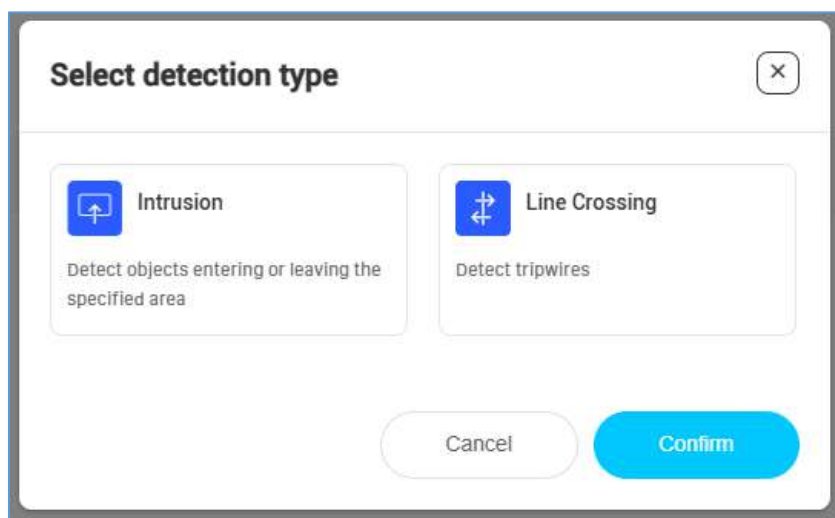 Select detection type
Intrusion
Detect objects entering or leaving the
specified area
Line Crossing
Detect tripwires
Cancel
Confirm